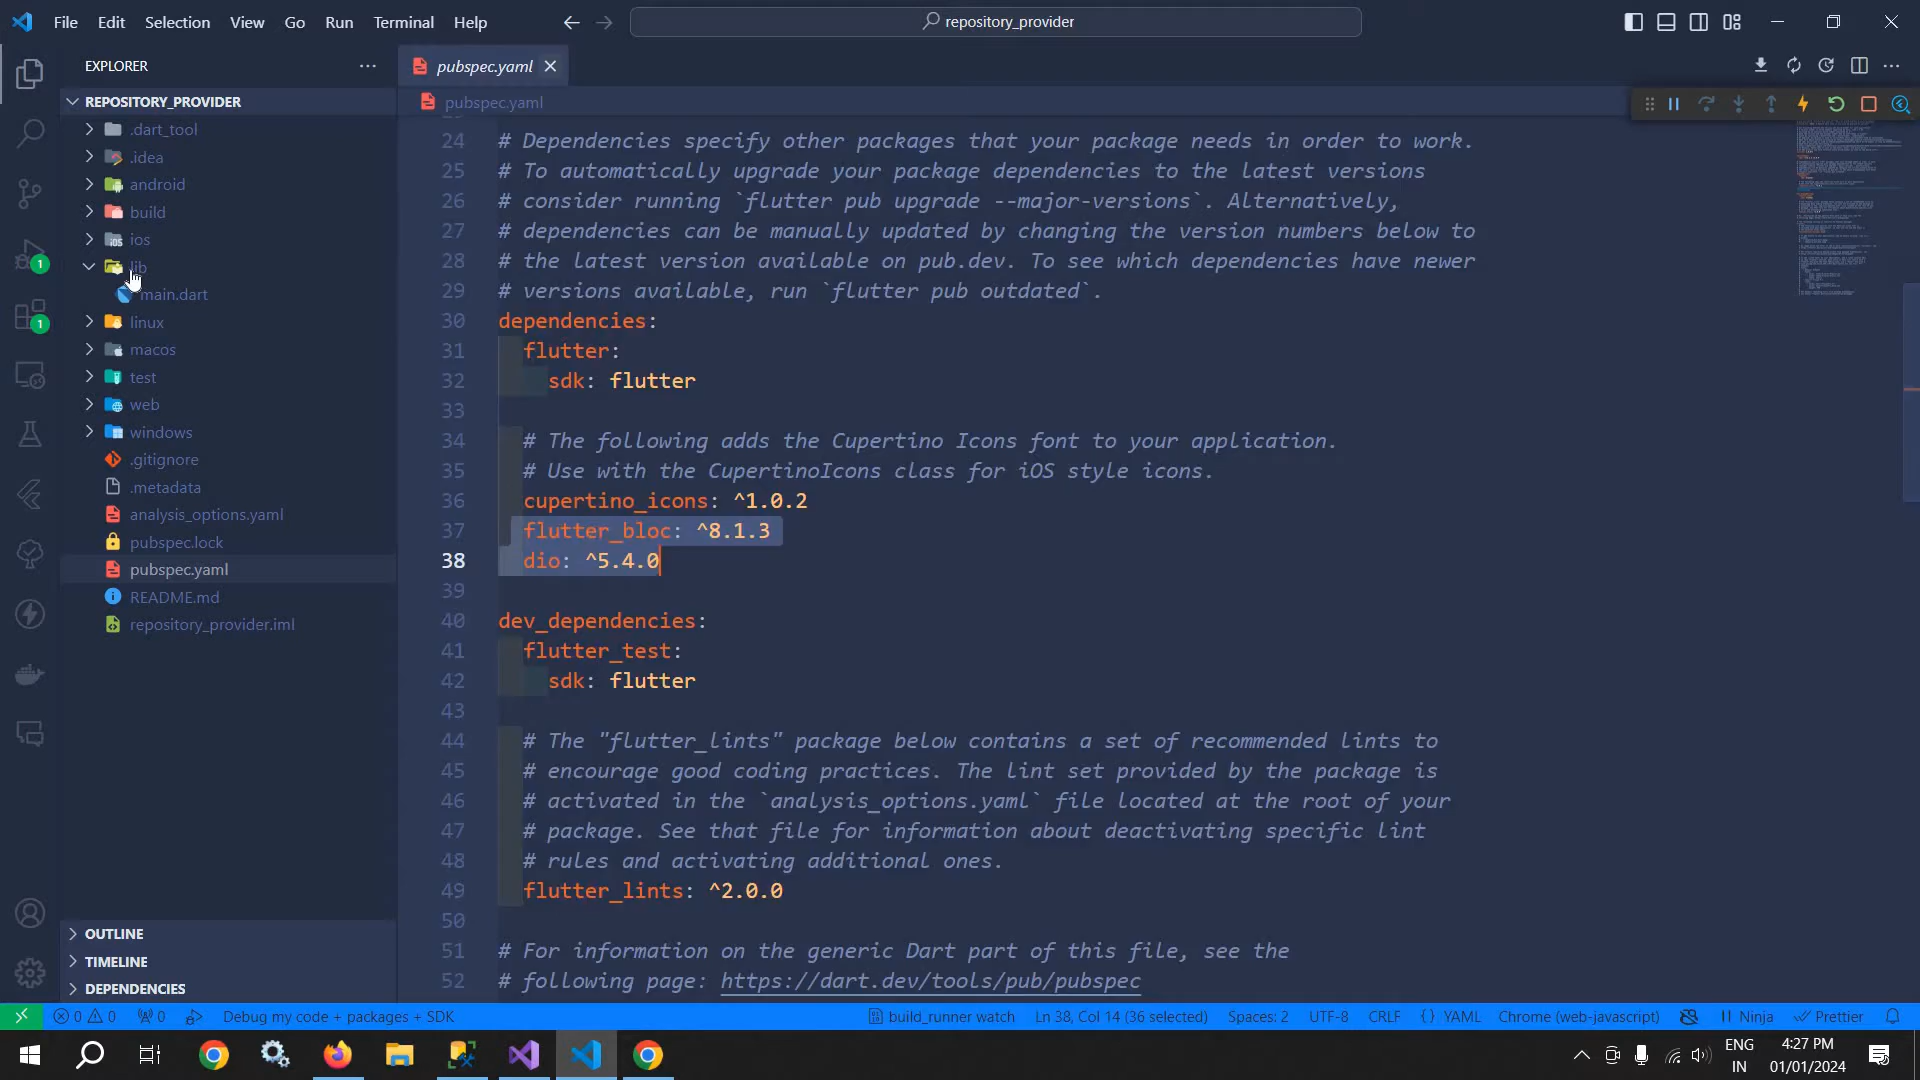 File Edit Selection View Go Run Terminal Help
repository_provider
EXPLORER
pubspec.yaml
REPOSITORY_PROVIDER
pubspec.yaml
.dart_tool
.idea
android
build
ios
lib
main.dart
linux
macos
test
web
windows
.gitignore
.metadata
analysis_options.yaml
pubspec.lock
pubspec.yaml
README.md
repository_provider.iml
OUTLINE
TIMELINE
DEPENDENCIES
1
1
24 # Dependencies specify other packages that your package needs in order to work.
25 # To automatically upgrade your package dependencies to the latest versions
26 # consider running `flutter pub upgrade --major-versions`. Alternatively,
27 # dependencies can be manually updated by changing the version numbers below to
28 # the latest version available on pub.dev. To see which dependencies have newer
29 # versions available, run `flutter pub outdated`.
30 dependencies:
31 flutter:
32 sdk: flutter
33
34 # The following adds the Cupertino Icons font to your application.
35 # Use with the CupertinoIcons class for iOS style icons.
36 cupertino_icons: ^1.0.2
37 flutter_bloc: ^8.1.3
38 dio: ^5.4.0
39
40 dev_dependencies:
41 flutter_test:
42 sdk: flutter
43
44 # The "flutter_lints" package below contains a set of recommended lints to
45 # encourage good coding practices. The lint set provided by the package is
46 # activated in the `analysis_options.yaml` file located at the root of your
47 # package. See that file for information about deactivating specific lint
48 # rules and activating additional ones.
49 flutter_lints: ^2.0.0
50
51 # For information on the generic Dart part of this file, see the
52 # following page: https://dart.dev/tools/pub/pubspec
0 0 0 Debug my code + packages + SDK build_runner watch Ln 38, Col 14 (36 selected) Spaces: 2 UTF-8 CRLF {} YAML Chrome (web-javascript) Ninja Prettier
ENG
IN
4:27 PM
01/01/2024